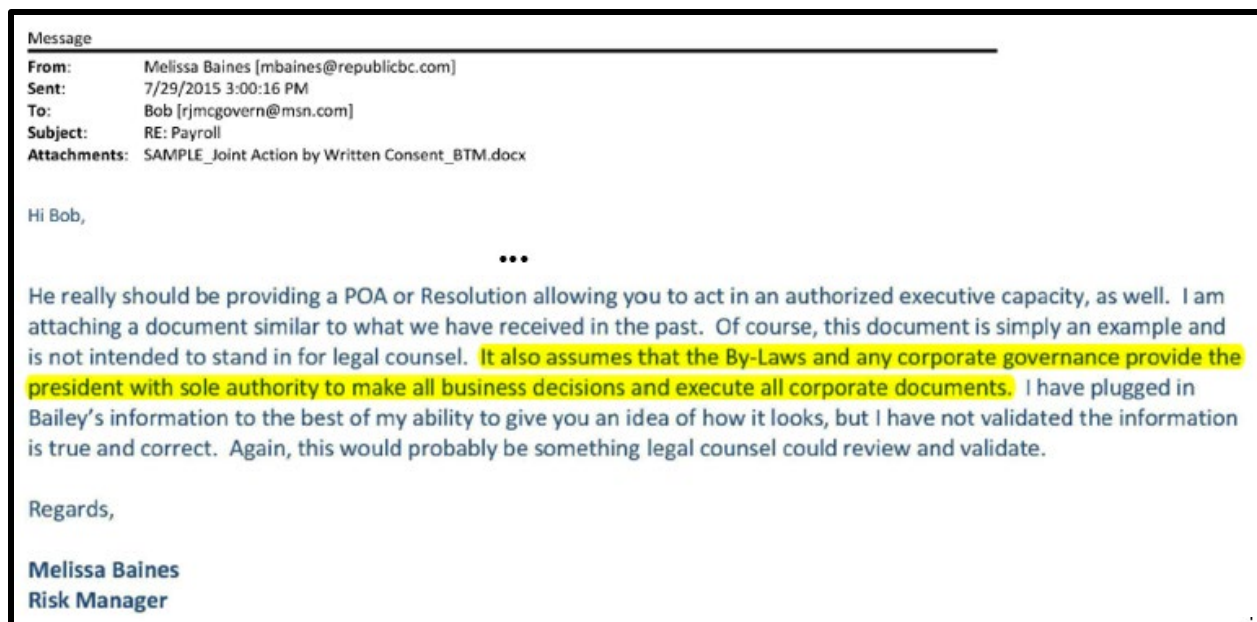 Message
From: Melissa Baines [mbaines@republicbc.com]
Sent: 7/29/2015 3:00:16 PM
To: Bob [rjmcgovern@msn.com]
Subject: RE: Payroll
Attachments: SAMPLE_Joint Action by Written Consent_BTM.docx
Hi Bob,
•••
He really should be providing a POA or Resolution allowing you to act in an authorized executive capacity, as well. I am
attaching a document similar to what we have received in the past. Of course, this document is simply an example and
is not intended to stand in for legal counsel. It also assumes that the By-Laws and any corporate governance provide the
president with sole authority to make all business decisions and execute all corporate documents. I have plugged in
Bailey's information to the best of my ability to give you an idea of how it looks, but I have not validated the information
is true and correct. Again, this would probably be something legal counsel could review and validate.
Regards,
Melissa Baines
Risk Manager